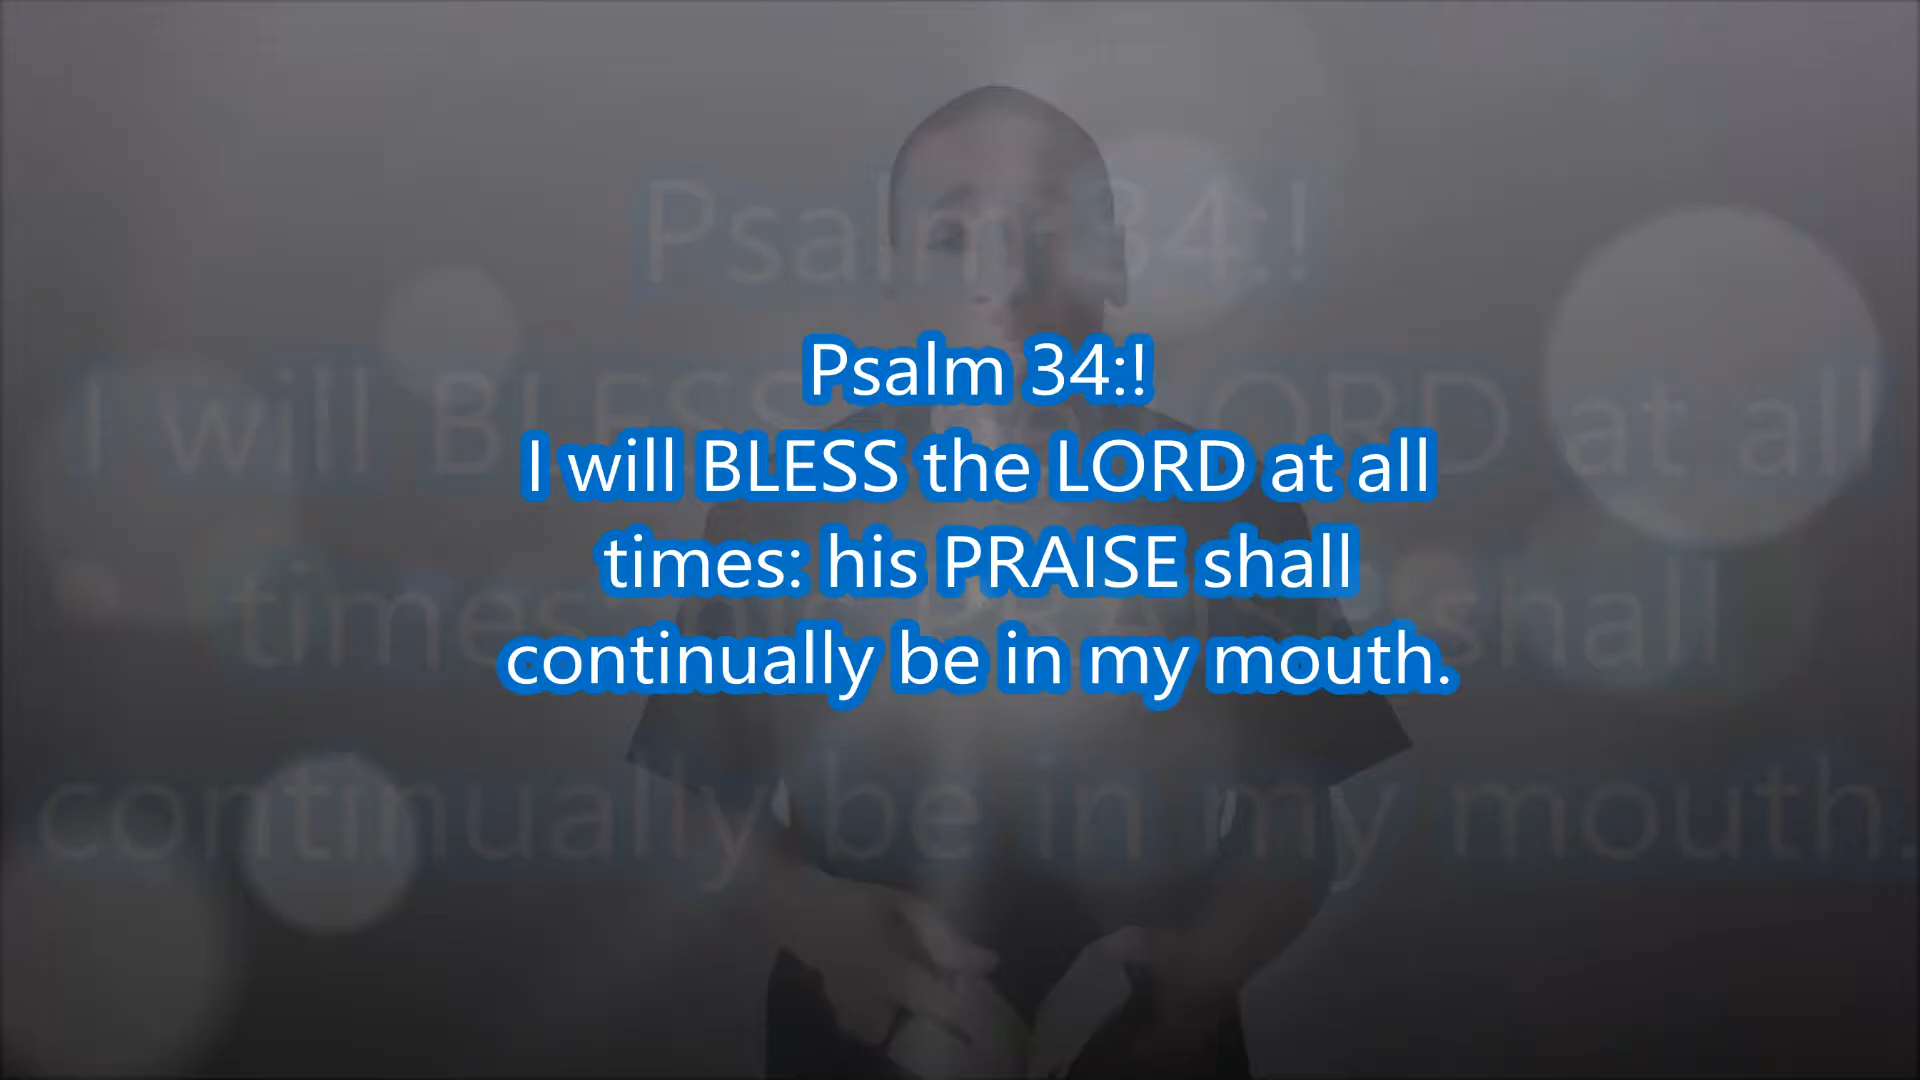 Psalm 34:!
I will BLESS the LORD at all
times: his PRAISE shall
continually be in my mouth.